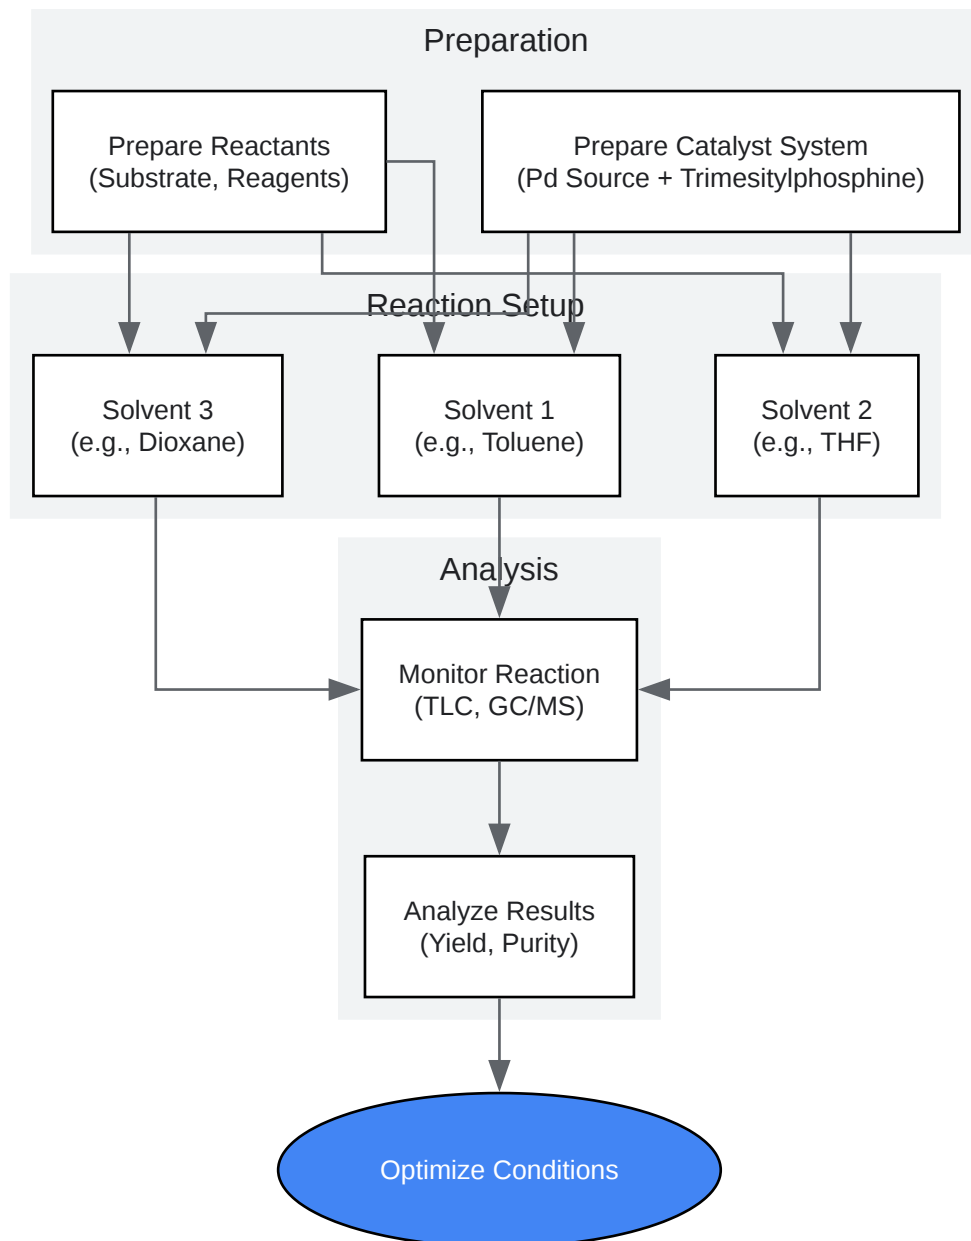 Preparation
Prepare Reactants
(Substrate, Reagents)
Prepare Catalyst System
(Pd Source + Trimesitylphosphine)
Reaction Setup
Solvent 3
(e.g., Dioxane)
Solvent 1
(e.g., Toluene)
Solvent 2
(e.g., THF)
Analysis
Monitor Reaction
(TLC, GC/MS)
Analyze Results
(Yield, Purity)
Optimize Conditions